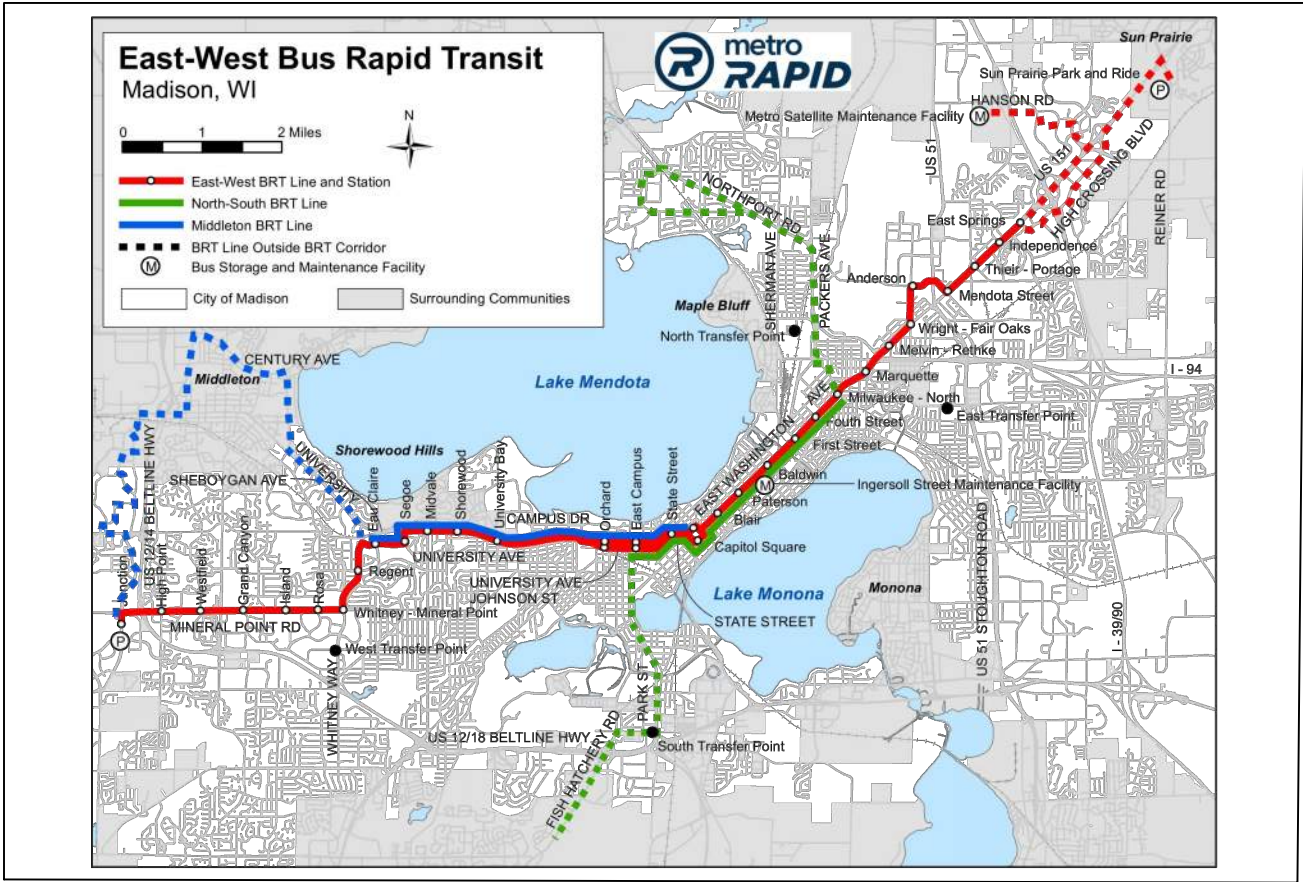 East-West Bus Rapid Transit
Madison, WI
N
0 1 2 Miles
East-West BRT Line and Station
North-South BRT Line
Middleton BRT Line
BRT Line Outside BRT Corridor
M Bus Storage and Maintenance Facility
City of Madison
Surrounding Communities
R metro
RAPID
Sun Prairie
Sun Prairie Park and Ride
P
HANSON RD
Metro Satellite Maintenance Facility
M
US 51
US 151
HIGH CROSSING BLVD
REINER RD
NORTHPORT RD
SHERMAN AVE
PACKERS AVE
East Springs
Independence
Thieir - Portage
Anderson
Mendota Street
Maple Bluff
North Transfer Point
Wright - Fair Oaks
Melvin - Rethke
Marquette
I - 94
Milwaukee - North
East Transfer Point
Fouth Street
First Street
EAST WASHINGTON AVE
Baldwin
M
Ingersoll Street Maintenance Facility
Paterson
Blair
Capitol Square
CENTURY AVE
Middleton
Lake Mendota
Shorewood Hills
UNIVERSITY
SHEBOYGAN AVE
US 12/14 BELTLINE HWY
Eau Claire
Segoe
Midvale
Shorewood
University Bay
Orchard
East Campus
State Street
CAMPUS DR
UNIVERSITY AVE
Regent
UNIVERSITY AVE
JOHNSON ST
Lake Monona
STATE STREET
Monona
US 51 STOUGHTON ROAD
I - 39/90
Junction
High Point
Westfield
Grand Canyon
Island
Rosa
Whitney - Mineral Point
MINERAL POINT RD
P
West Transfer Point
WHITNEY WAY
PARK ST
US 12/18 BELTLINE HWY
South Transfer Point
FISH HATCHERY RD